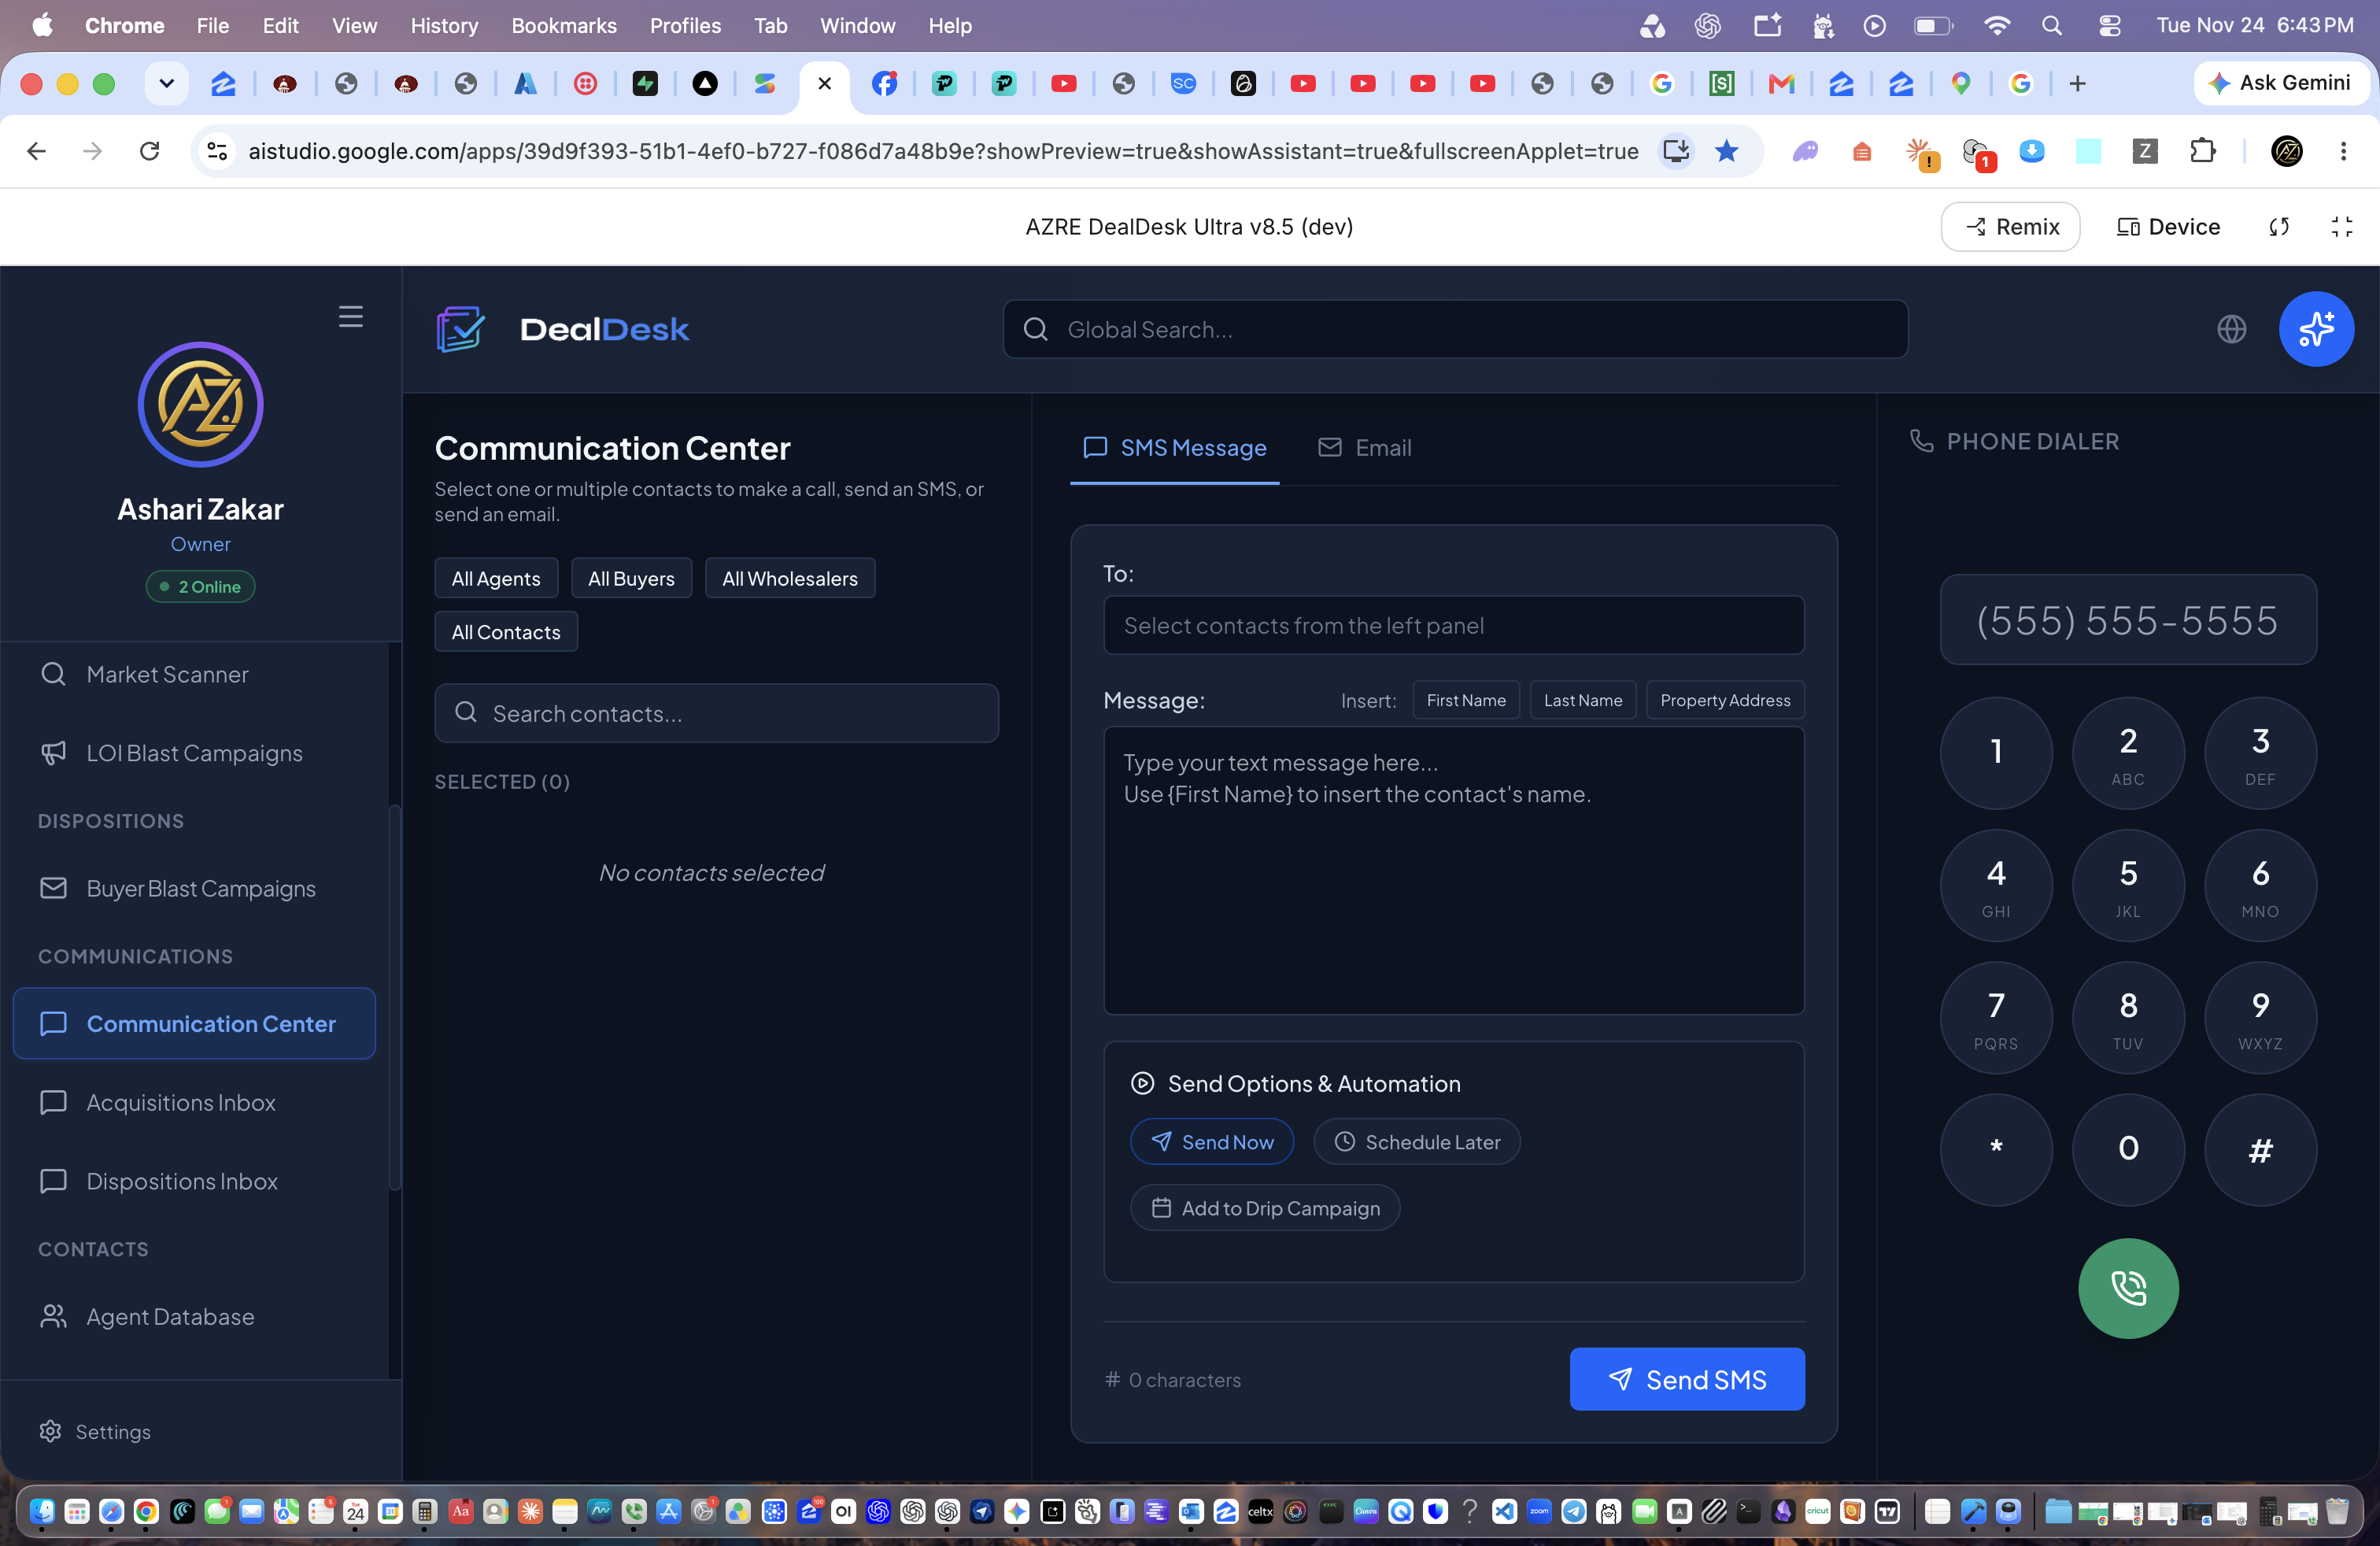 Chrome File Edit View History Bookmarks Profiles Tab Window Help Tue Nov 24 6:43 PM
Ask Gemini
aistudio.google.com/apps/39d9f393-51b1-4ef0-b727-f086d7a48b9e?showPreview=true&showAssistant=true&fullscreenApplet=true
AZRE DealDesk Ultra v8.5 (dev)
Remix
Device
AZ
Ashari Zakar
Owner
2 Online
Market Scanner
LOI Blast Campaigns
DISPOSITIONS
Buyer Blast Campaigns
COMMUNICATIONS
Communication Center
Acquisitions Inbox
Dispositions Inbox
CONTACTS
Agent Database
Settings
DealDesk
Global Search...
Communication Center
Select one or multiple contacts to make a call, send an SMS, or
send an email.
All Agents
All Buyers
All Wholesalers
All Contacts
Search contacts...
SELECTED (0)
No contacts selected
SMS Message
Email
To:
Select contacts from the left panel
Message:
Insert:
First Name
Last Name
Property Address
Type your text message here...
Use {First Name} to insert the contact's name.
Send Options & Automation
Send Now
Schedule Later
Add to Drip Campaign
# 0 characters
Send SMS
PHONE DIALER
(555) 555-5555
1
2
ABC
3
DEF
4
GHI
5
JKL
6
MNO
7
PQRS
8
TUV
9
WXYZ
*
0
#